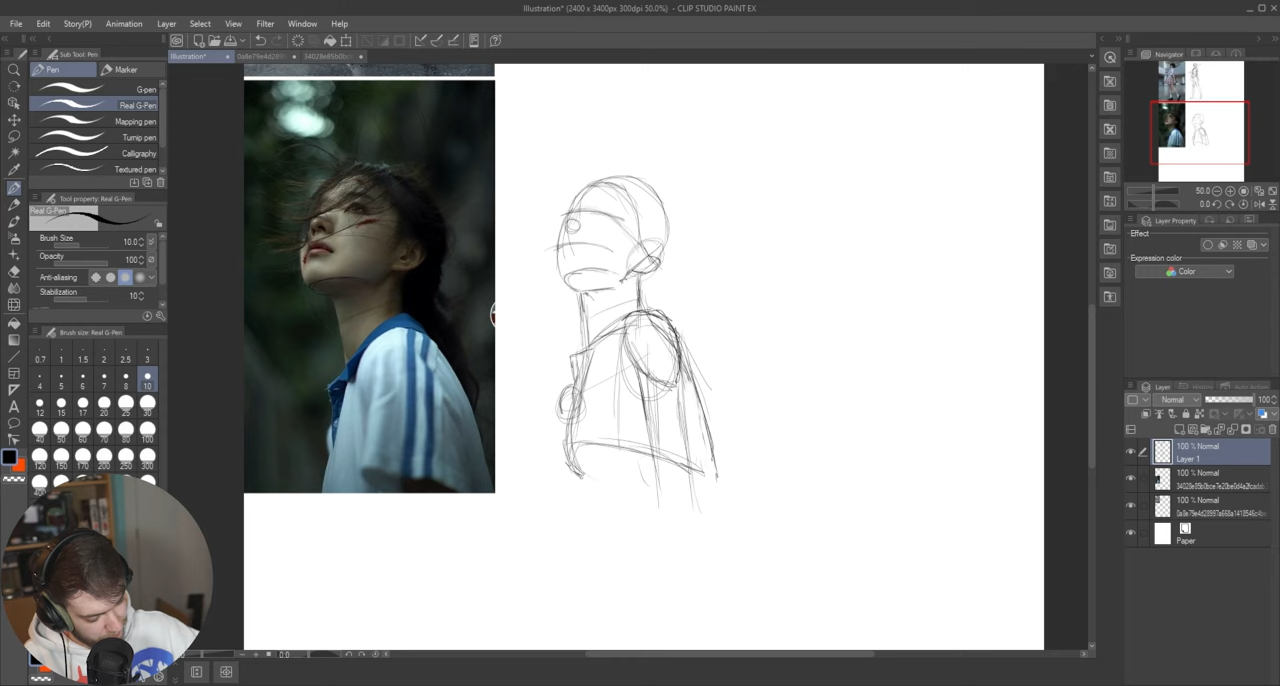 Illustration* (2400 x 3400px 300dpi 50.0%) - CLIP STUDIO PAINT EX
File Edit Story(P) Animation Layer Select View Filter Window Help
Sub Tool: Pen
Illustration*
Pen Marker
G-pen
Real G-Pen
Mapping pen
Turnip pen
Calligraphy
Textured pen
Tool property: Real G-Pen
Real G-Pen
Brush Size 10.0
Opacity 100
Anti-aliasing
Stabilization 10
Brush size: Real G-Pen
0.7 1 1.5 2 2.5 3
4 5 6 7 8 10
12 15 17 20 25 30
40 50 60 70 80 100
120 150 170 200 250 300
Navigator
50.0
0.0
Layer Property
Effect
Expression color
Color
Layer
Normal 100
100 % Normal
Layer 1
100 % Normal
100 % Normal
Paper